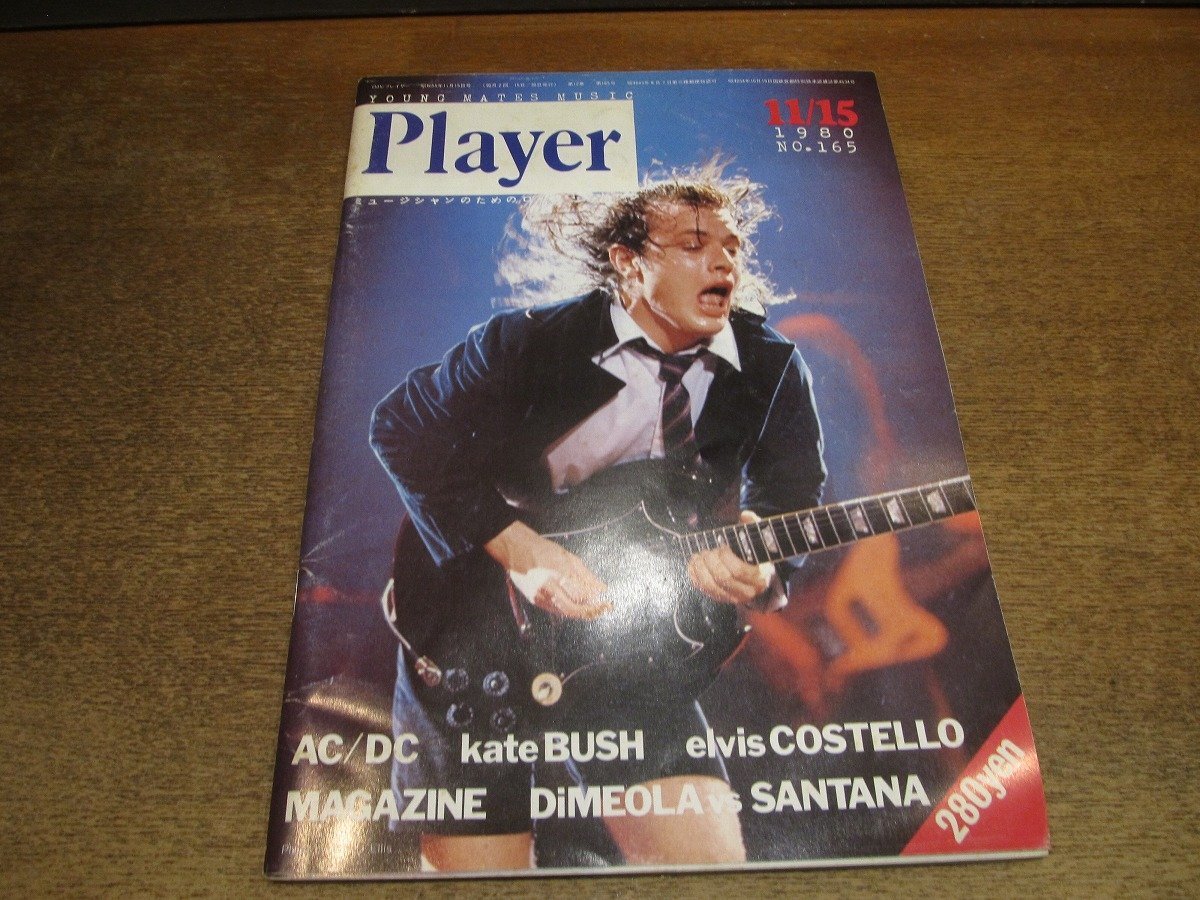 YOUNG MATES MUSIC
Player
ミュージシャンのための
11/15
1980
NO.165
AC/DC kate BUSH elvis COSTELLO
MAGAZINE DiMEOLA vs SANTANA
280yen
Ellis